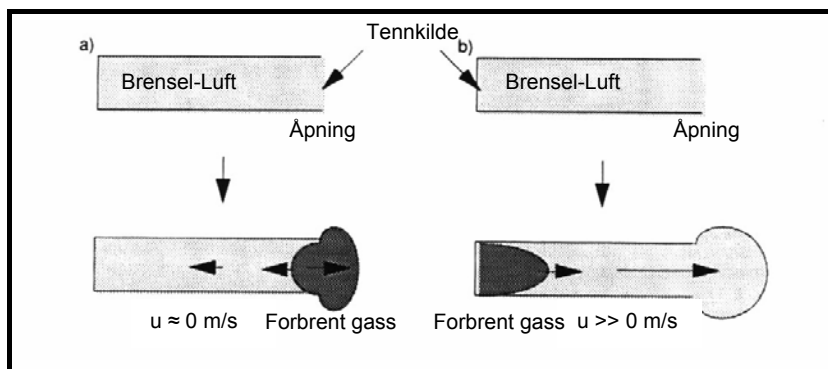 a)
Tennkilde
b)
Brensel-Luft
Brensel-Luft
Åpning
Åpning
u ≈ 0 m/s
Forbrent gass
Forbrent gass
u >> 0 m/s